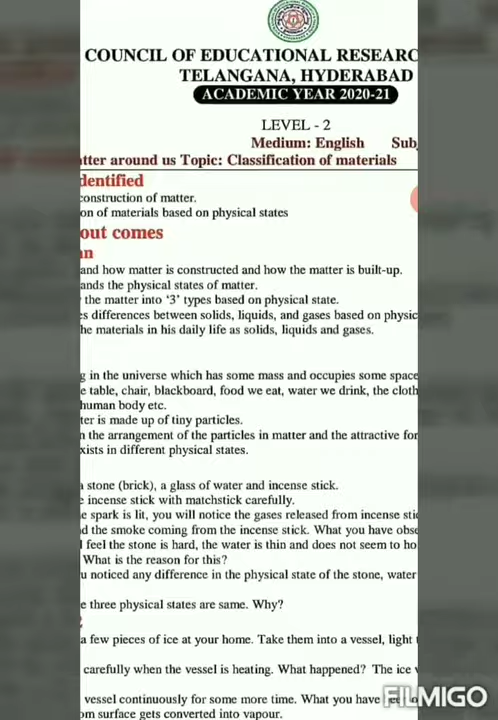 COUNCIL OF EDUCATIONAL RESEARC
TELANGANA, HYDERABAD
ACADEMIC YEAR 2020-21
LEVEL - 2
Medium: English Sub
tter around us Topic: Classification of materials
dentified
construction of matter.
on of materials based on physical states
out comes
an
and how matter is constructed and how the matter is built-up.
ands the physical states of matter.
the matter into ‘3’ types based on physical state.
es differences between solids, liquids, and gases based on physic
he materials in his daily life as solids, liquids and gases.
g in the universe which has some mass and occupies some space
e table, chair, blackboard, food we eat, water we drink, the cloth
human body etc.
ter is made up of tiny particles.
n the arrangement of the particles in matter and the attractive for
xists in different physical states.
a stone (brick), a glass of water and incense stick.
e incense stick with matchstick carefully.
e spark is lit, you will notice the gases released from incense stic
d the smoke coming from the incense stick. What you have obse
l feel the stone is hard, the water is thin and does not seem to ho
What is the reason for this?
u noticed any difference in the physical state of the stone, water
e three physical states are same. Why?
a few pieces of ice at your home. Take them into a vessel, light
carefully when the vessel is heating. What happened? The ice
vessel continuously for some more time. What you have
om surface gets converted into vapour.
FILMIGO